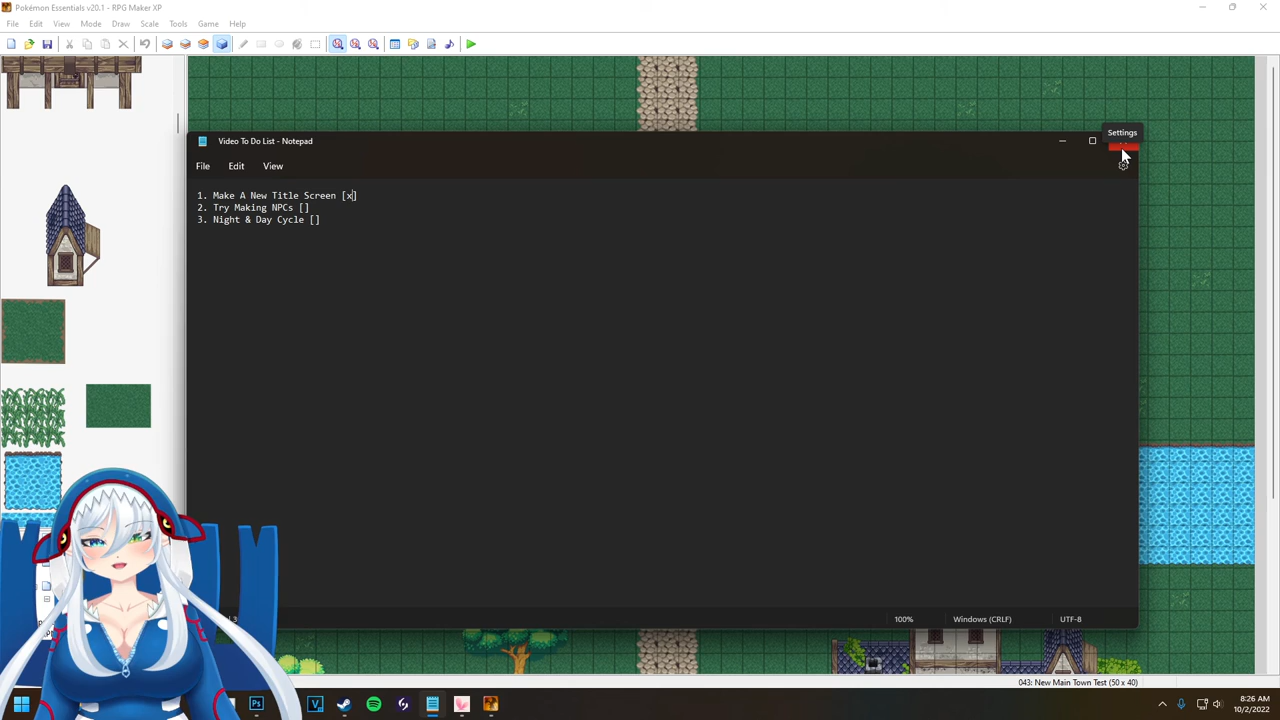 Pokémon Essentials v20.1 - RPG Maker XP
File Edit View Mode Draw Scale Tools Game Help
Settings
Video To Do List - Notepad
File Edit View
1. Make A New Title Screen [x]
2. Try Making NPCs []
3. Night & Day Cycle []
100% Windows (CRLF) UTF-8
043: New Main Town Test (50 x 40)
Ps
V
8:26 AM
10/2/2022